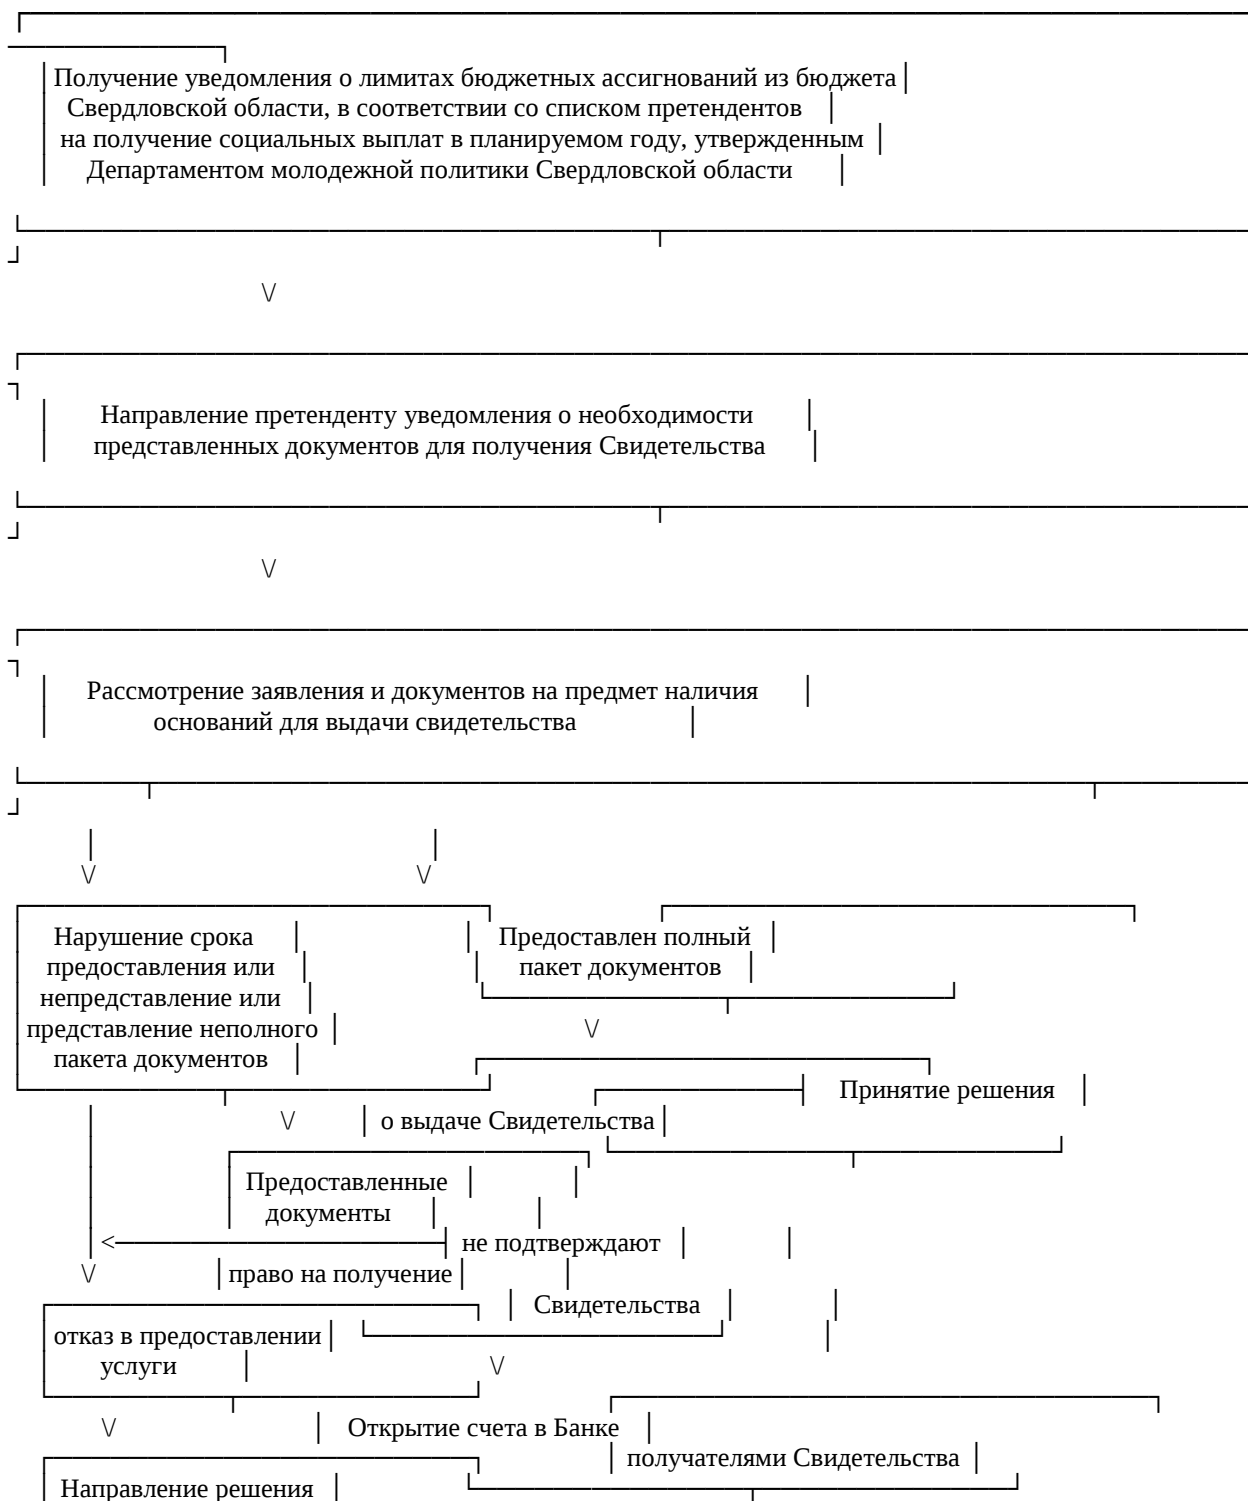 Получение уведомления о лимитах бюджетных ассигнований из бюджета
Свердловской области, в соответствии со списком претендентов
на получение социальных выплат в планируемом году, утвержденным
Департаментом молодежной политики Свердловской области
Направление претенденту уведомления о необходимости
представленных документов для получения Свидетельства
Рассмотрение заявления и документов на предмет наличия
оснований для выдачи свидетельства
Нарушение срока Предоставлен полный
предоставления или пакет документов
непредставление или
представление неполного
пакета документов
Принятие решения
о выдаче Свидетельства
Предоставленные
документы
не подтверждают
право на получение
Свидетельства
отказ в предоставлении
услуги
Открытие счета в Банке
получателями Свидетельства
Направление решения